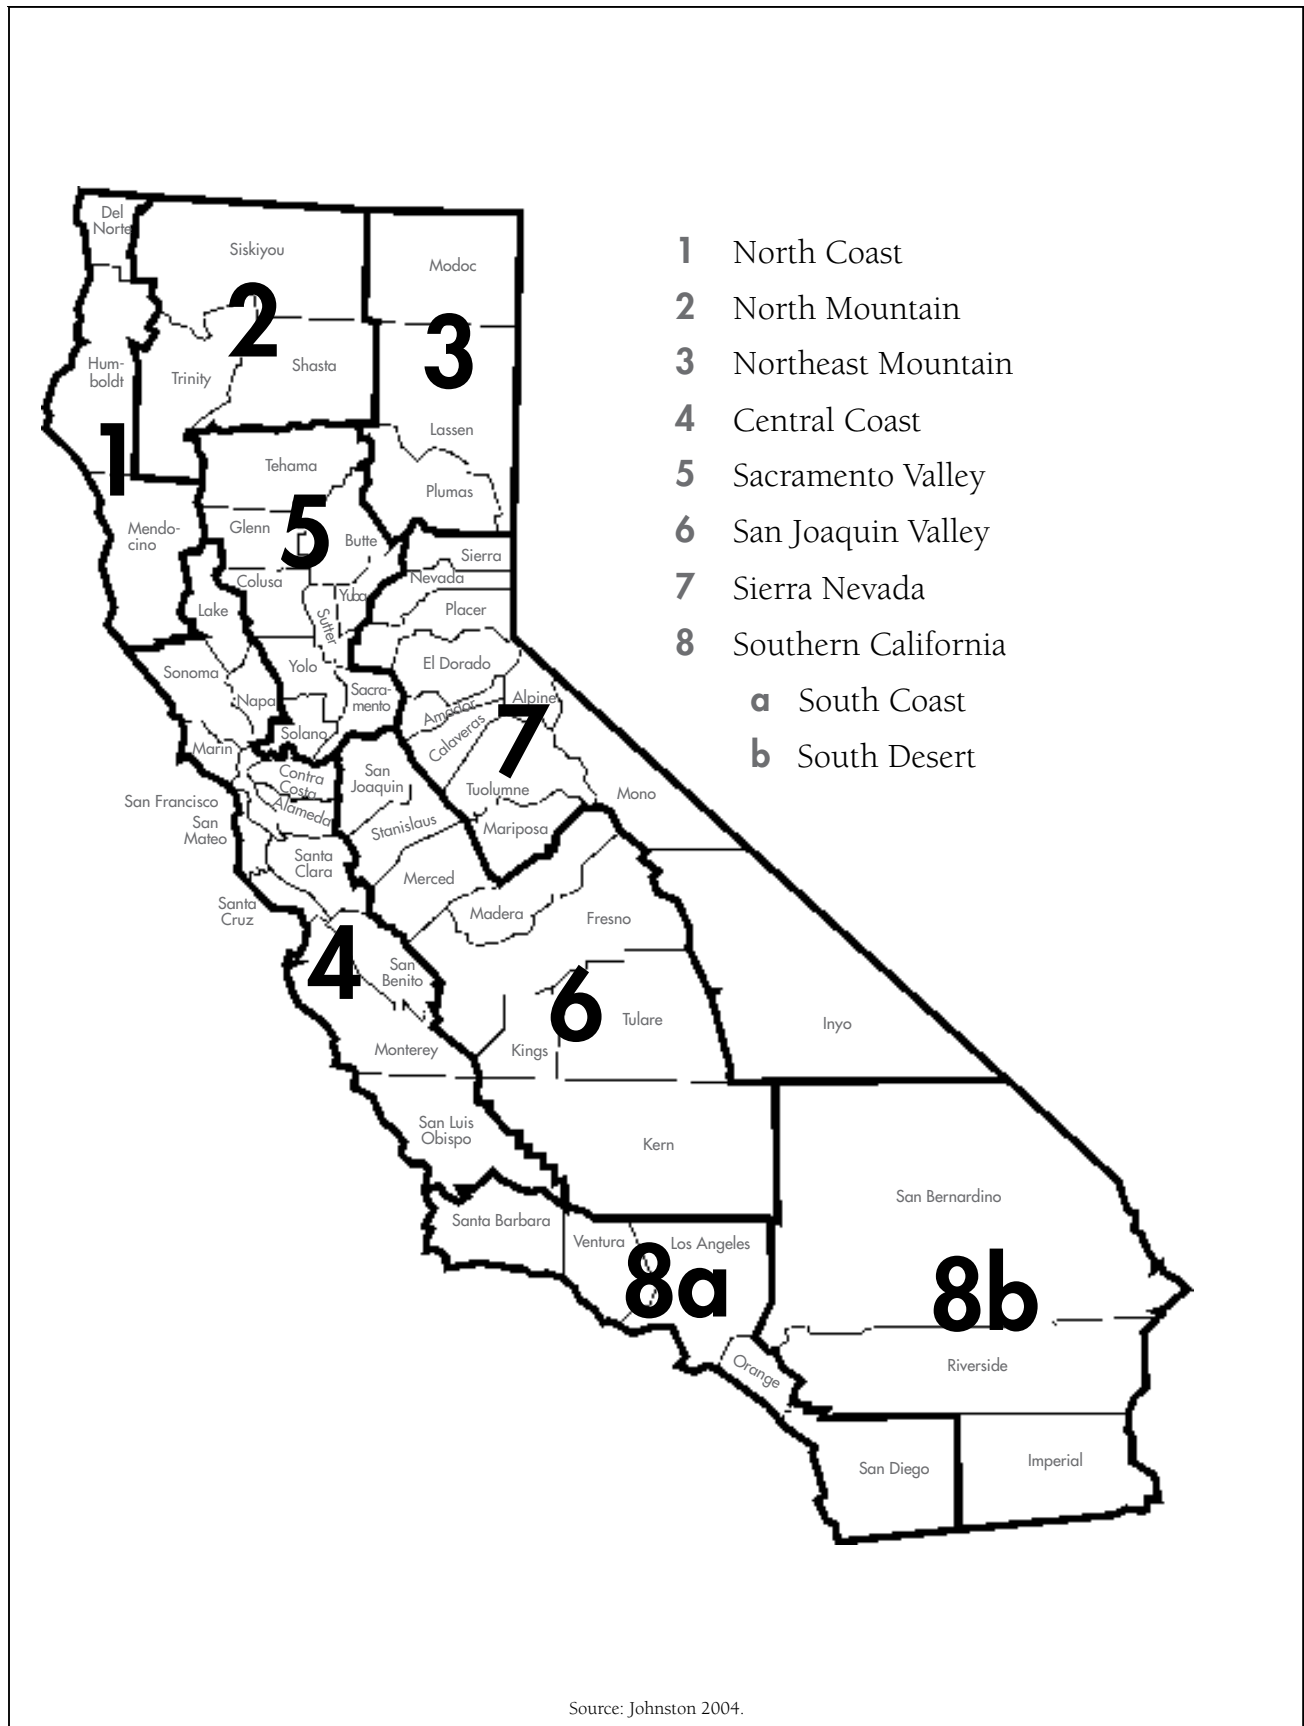 Del
Norte
Siskiyou
Modoc
1 North Coast
2 North Mountain
3 Northeast Mountain
4 Central Coast
5 Sacramento Valley
6 San Joaquin Valley
7 Sierra Nevada
8 Southern California
a South Coast
b South Desert
2
3
Hum-
boldt
Trinity
Shasta
1
Lassen
Tehama
Plumas
Mendo-
cino
Glenn
5
Butte
Sierra
Colusa
Nevada
Yuba
Lake
Sutter
Placer
Sonoma
Yolo
El Dorado
Napa
Sacra-
mento
Alpine
Amador
Solano
Calaveras
7
Marin
Contra
Costa
San
Joaquin
Tuolumne
Mono
San Francisco
Alameda
San
Mateo
Stanislaus
Mariposa
Santa
Clara
Merced
Santa
Cruz
Madera
Fresno
4
San
Benito
6
Tulare
Inyo
Monterey
Kings
San Luis
Obispo
Kern
San Bernardino
Santa Barbara
Ventura
Los Angeles
8a
8b
Orange
Riverside
San Diego
Imperial
Source: Johnston 2004.